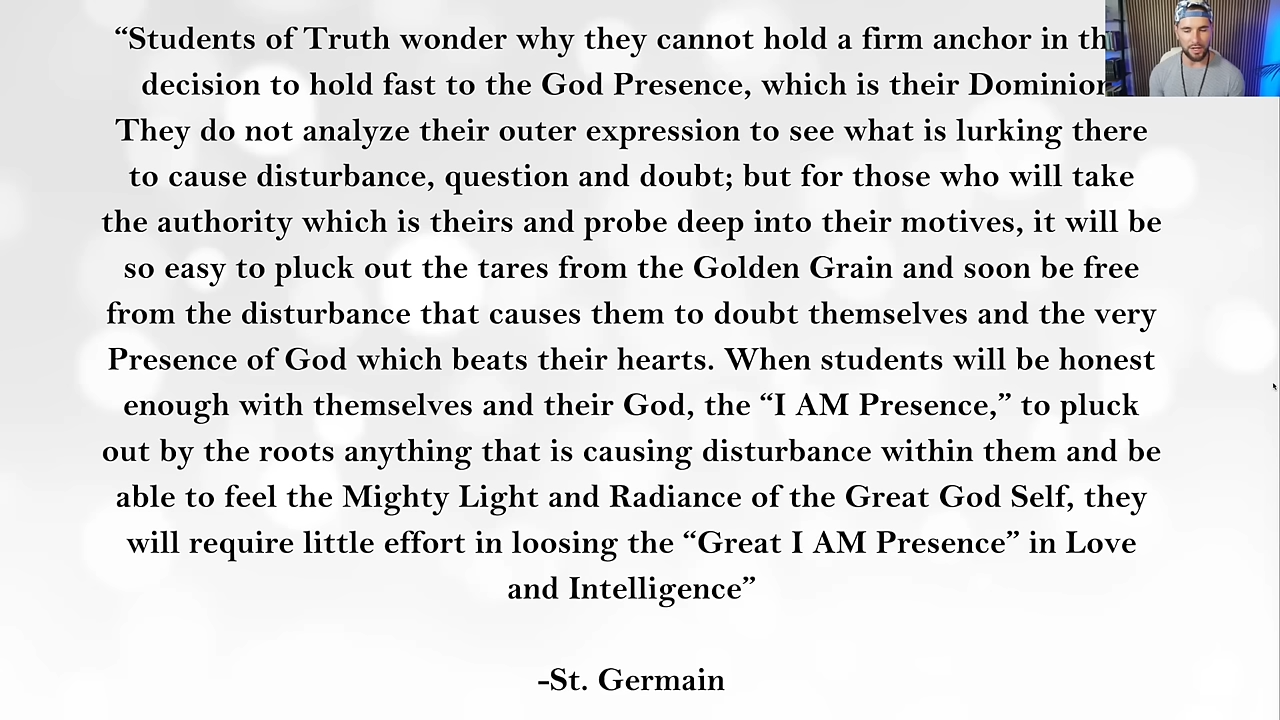 “Students of Truth wonder why they cannot hold a firm anchor in
decision to hold fast to the God Presence, which is their
They do not analyze their outer expression to see what is lurking there
to cause disturbance, question and doubt; but for those who will take
the authority which is theirs and probe deep into their motives, it will be
so easy to pluck out the tares from the Golden Grain and soon be free
from the disturbance that causes them to doubt themselves and the very
Presence of God which beats their hearts. When students will be honest
enough with themselves and their God, the “I AM Presence,” to pluck
out by the roots anything that is causing disturbance within them and be
able to feel the Mighty Light and Radiance of the Great God Self, they
will require little effort in loosing the “Great I AM Presence” in Love
and Intelligence”
-St. Germain